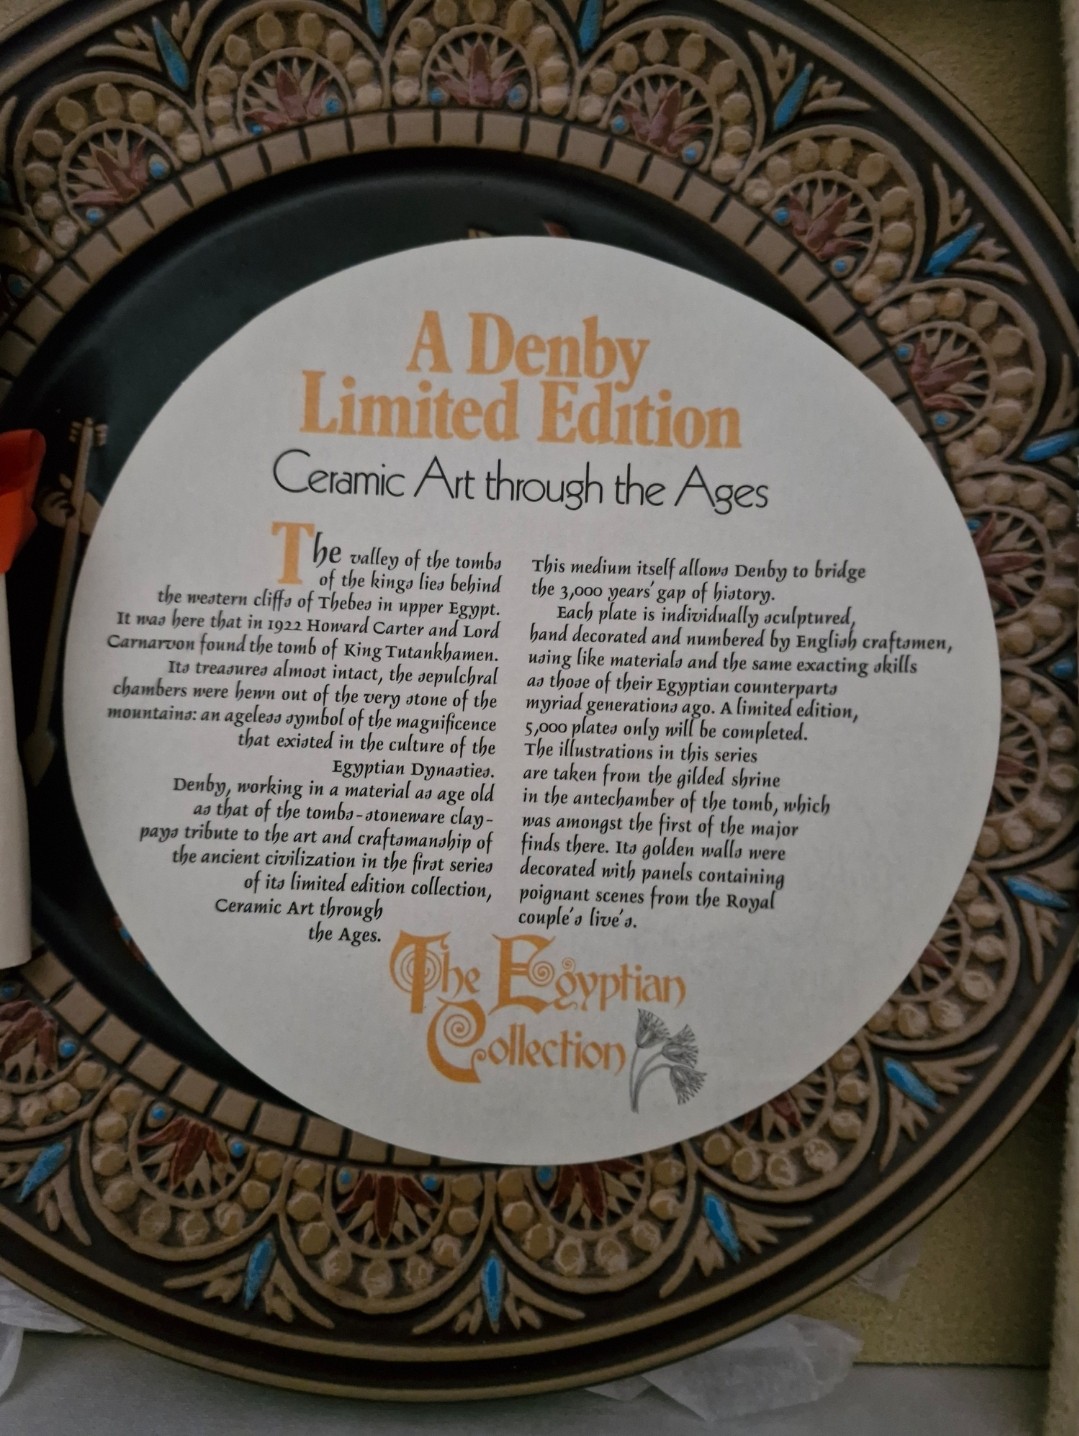 A Denby
Limited Edition
Ceramic Art through the Ages
The valley of the tombs
of the kings lies behind
the western cliffs of Thebes in upper Egypt.
It was here that in 1922 Howard Carter and Lord
Carnarvon found the tomb of King Tutankhamen.
Its treasures almost intact, the sepulchral
chambers were hewn out of the very stone of the
mountains: an ageless symbol of the magnificence
that existed in the culture of the
Egyptian Dynasties.
Denby, working in a material as age old
as that of the tombs-stoneware clay-
pays tribute to the art and craftsmanship of
the ancient civilization in the first series
of its limited edition collection,
Ceramic Art through
the Ages.
This medium itself allows Denby to bridge
the 3,000 years' gap of history.
Each plate is individually sculptured,
hand decorated and numbered by English craftsmen,
using like materials and the same exacting skills
as those of their Egyptian counterparts
myriad generations ago. A limited edition,
5,000 plates only will be completed.
The illustrations in this series
are taken from the gilded shrine
in the antechamber of the tomb, which
was amongst the first of the major
finds there. Its golden walls were
decorated with panels containing
poignant scenes from the Royal
couple's live's.
The Egyptian
Collection